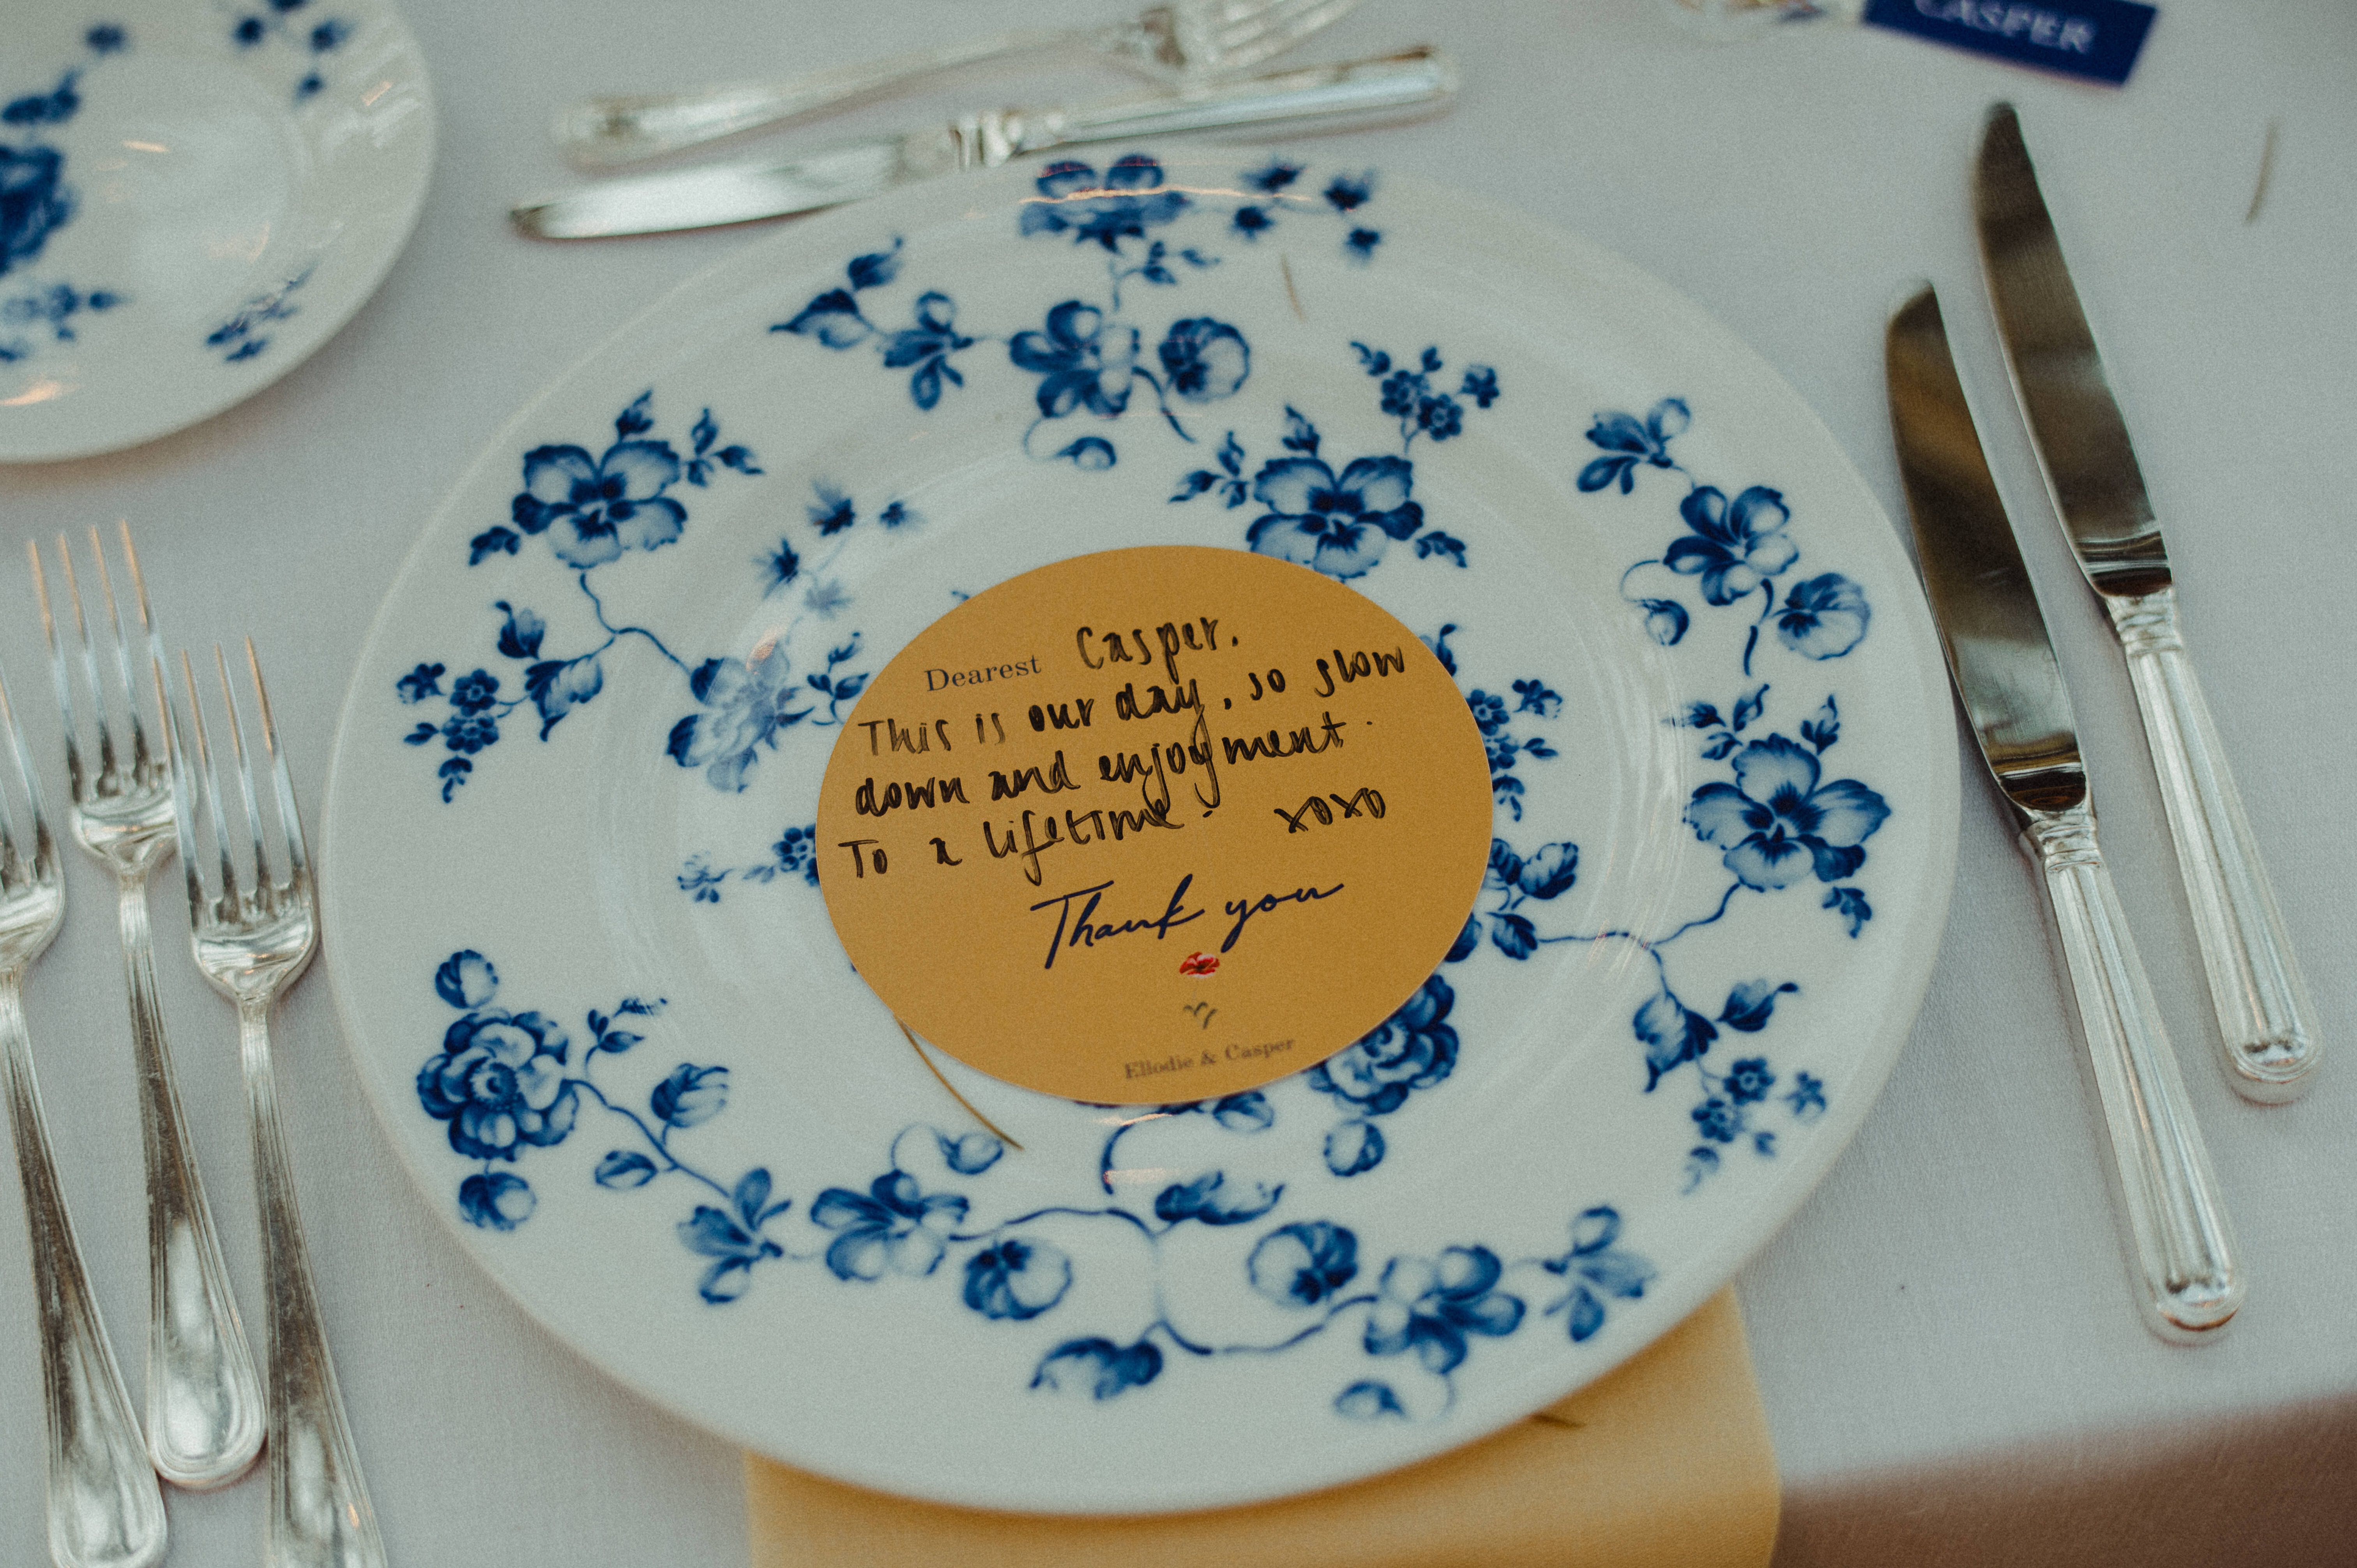 CASPER
Dearest Casper.
This is our day, so slow
down and enjoyment.
To a lifetime! xoxo
Thank you
Ellodie & Casper